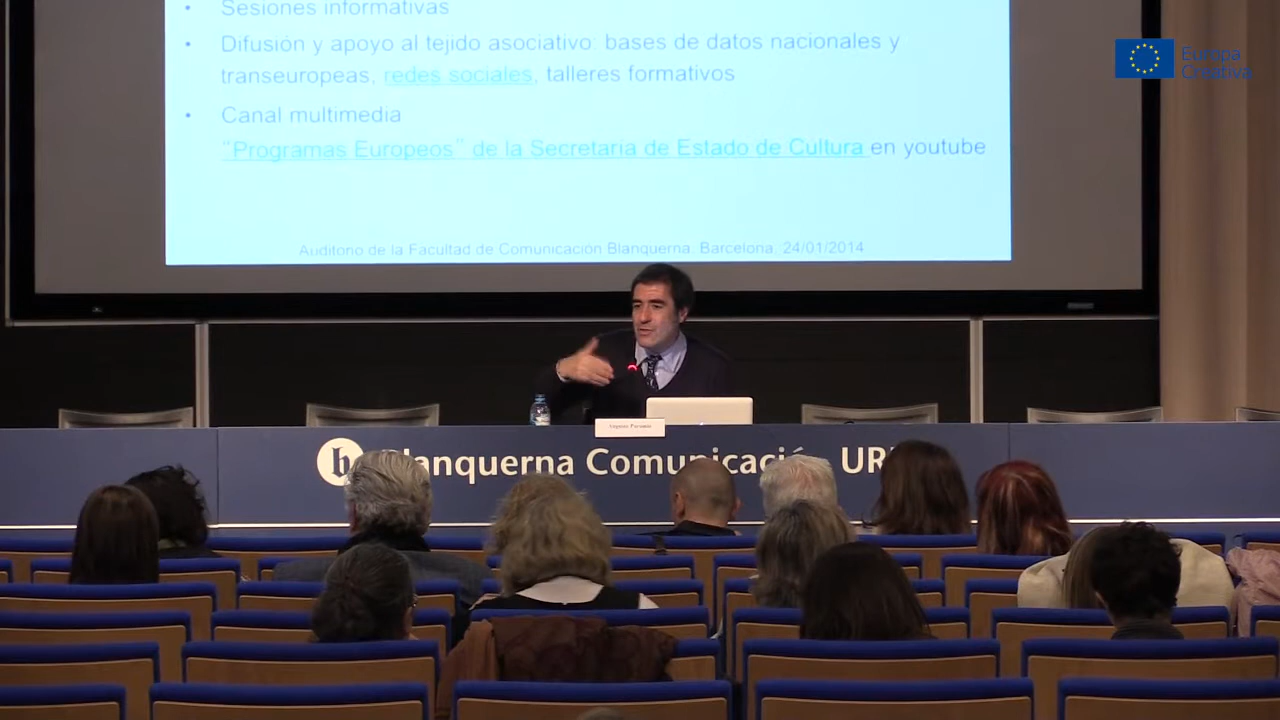 • Sesiones informativas
• Difusión y apoyo al tejido asociativo: bases de datos nacionales y
transeuropeas, redes sociales, talleres formativos
• Canal multimedia
“Programas Europeos” de la Secretaria de Estado de Cultura en youtube
Auditorio de la Facultad de Comunicación Blanquerna. Barcelona. 24/01/2014
Europa
Creativa
b Blanquerna Comunicación UR